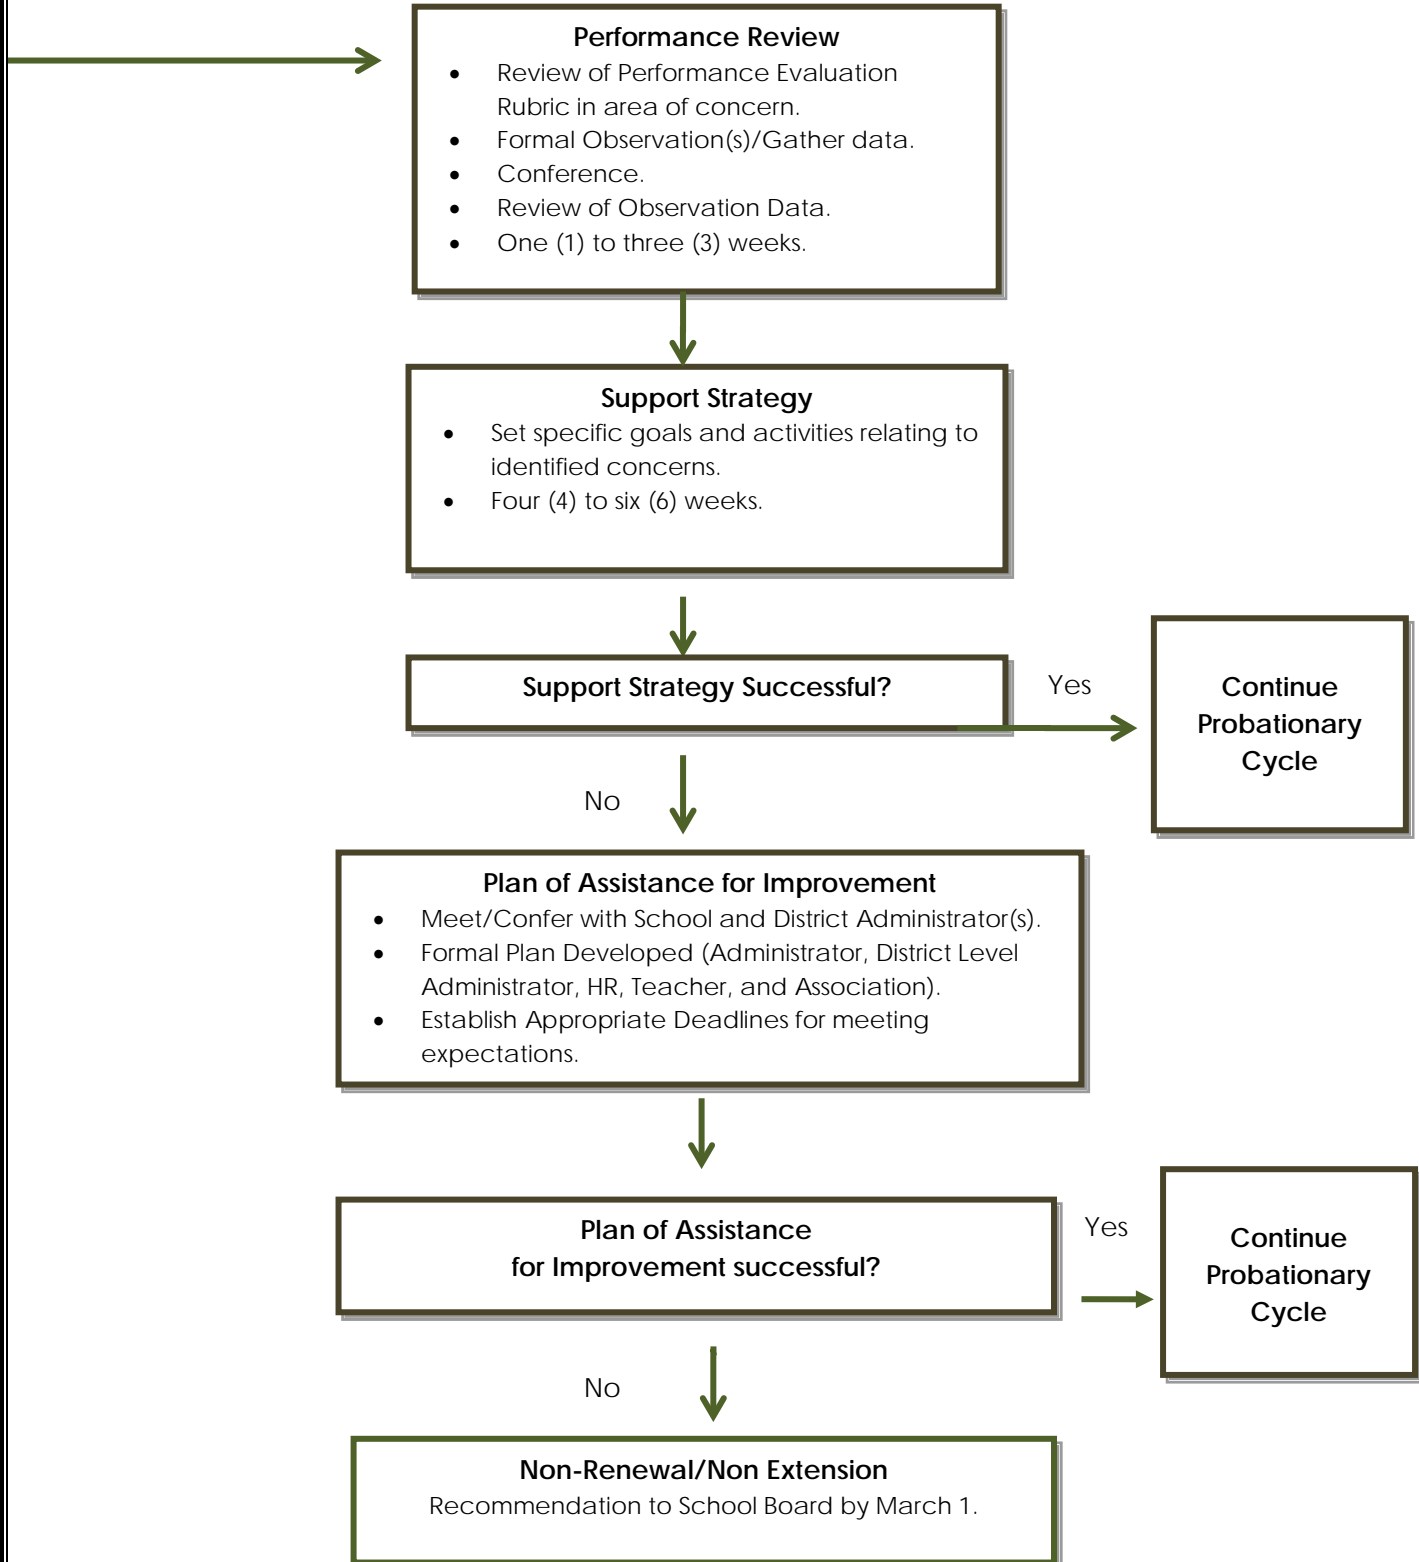 Performance Review
• Review of Performance Evaluation
Rubric in area of concern.
• Formal Observation(s)/Gather data.
• Conference.
• Review of Observation Data.
• One (1) to three (3) weeks.
Support Strategy
• Set specific goals and activities relating to
identified concerns.
• Four (4) to six (6) weeks.
Support Strategy Successful?
Yes
Continue
Probationary
Cycle
No
Plan of Assistance for Improvement
• Meet/Confer with School and District Administrator(s).
• Formal Plan Developed (Administrator, District Level
Administrator, HR, Teacher, and Association).
• Establish Appropriate Deadlines for meeting
expectations.
Plan of Assistance
for Improvement successful?
Yes
Continue
Probationary
Cycle
No
Non-Renewal/Non Extension
Recommendation to School Board by March 1.